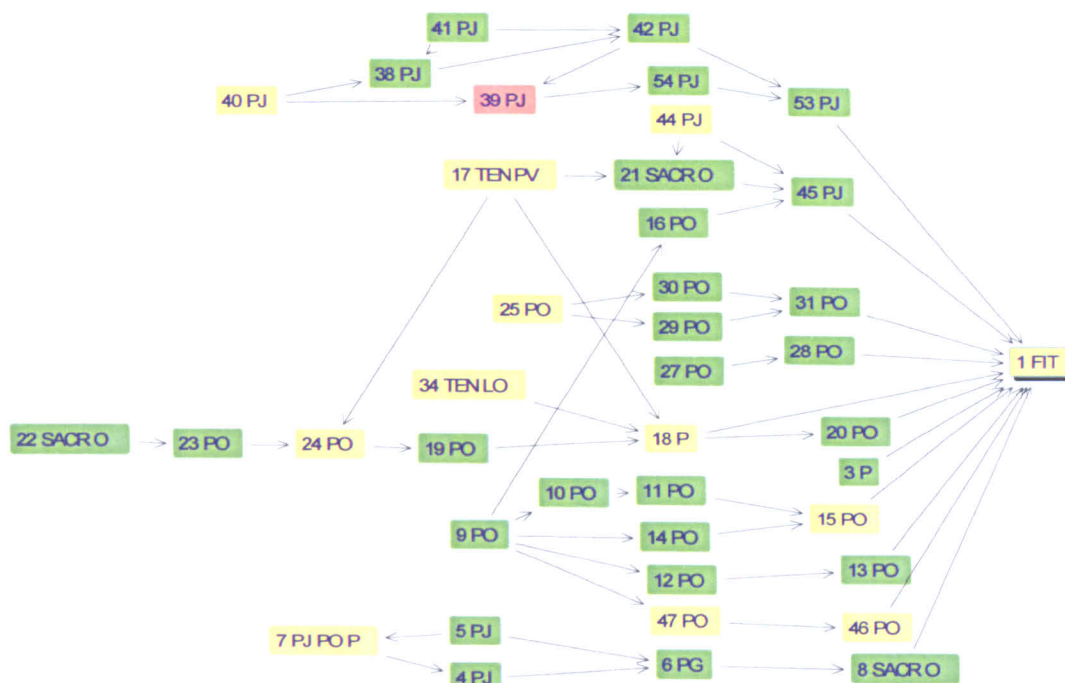 41 PJ
42 PJ
38 PJ
54 PJ
40 PJ
39 PJ
53 PJ
44 PJ
17 TEN PV
21 SACR O
45 PJ
16 PO
30 PO
31 PO
25 PO
29 PO
28 PO
1 FIT
27 PO
34 TEN LO
22 SACR O
23 PO
24 PO
19 PO
18 P
20 PO
3 P
10 PO
11 PO
15 PO
9 PO
14 PO
12 PO
13 PO
47 PO
46 PO
7 PJ PO P
5 PJ
6 PG
8 SACR O
4 PJ